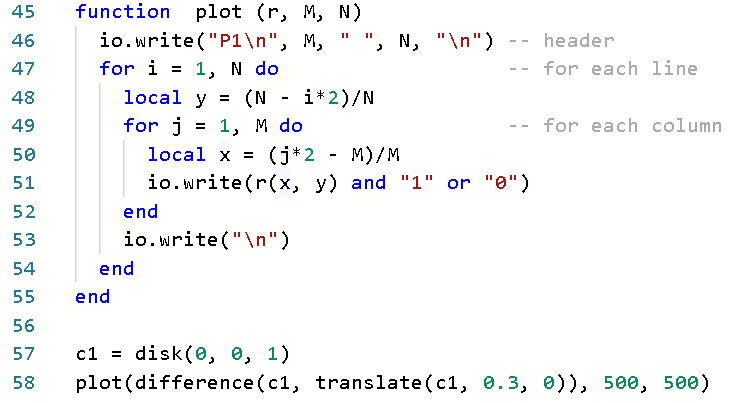 45 function  plot (r, M, N)
46   io.write("P1\n", M, " ", N, "\n") -- header
47   for i = 1, N do                   -- for each line
48     local y = (N - i*2)/N
49     for j = 1, M do                 -- for each column
50       local x = (j*2 - M)/M
51       io.write(r(x, y) and "1" or "0")
52     end
53     io.write("\n")
54   end
55 end
56
57 c1 = disk(0, 0, 1)
58 plot(difference(c1, translate(c1, 0.3, 0)), 500, 500)